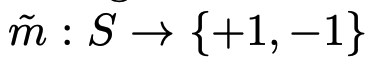 m̃ : S → {+1, −1}